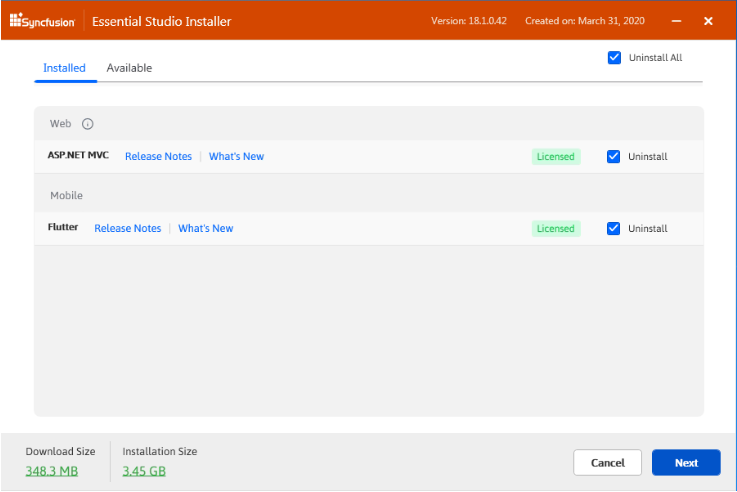 Syncfusion Essential Studio Installer Version: 18.1.0.42 Created on: March 31, 2020
Installed Available Uninstall All
Web
ASP.NET MVC Release Notes What's New Licensed Uninstall
Mobile
Flutter Release Notes What's New Licensed Uninstall
Download Size Installation Size
348.3 MB 3.45 GB
Cancel Next